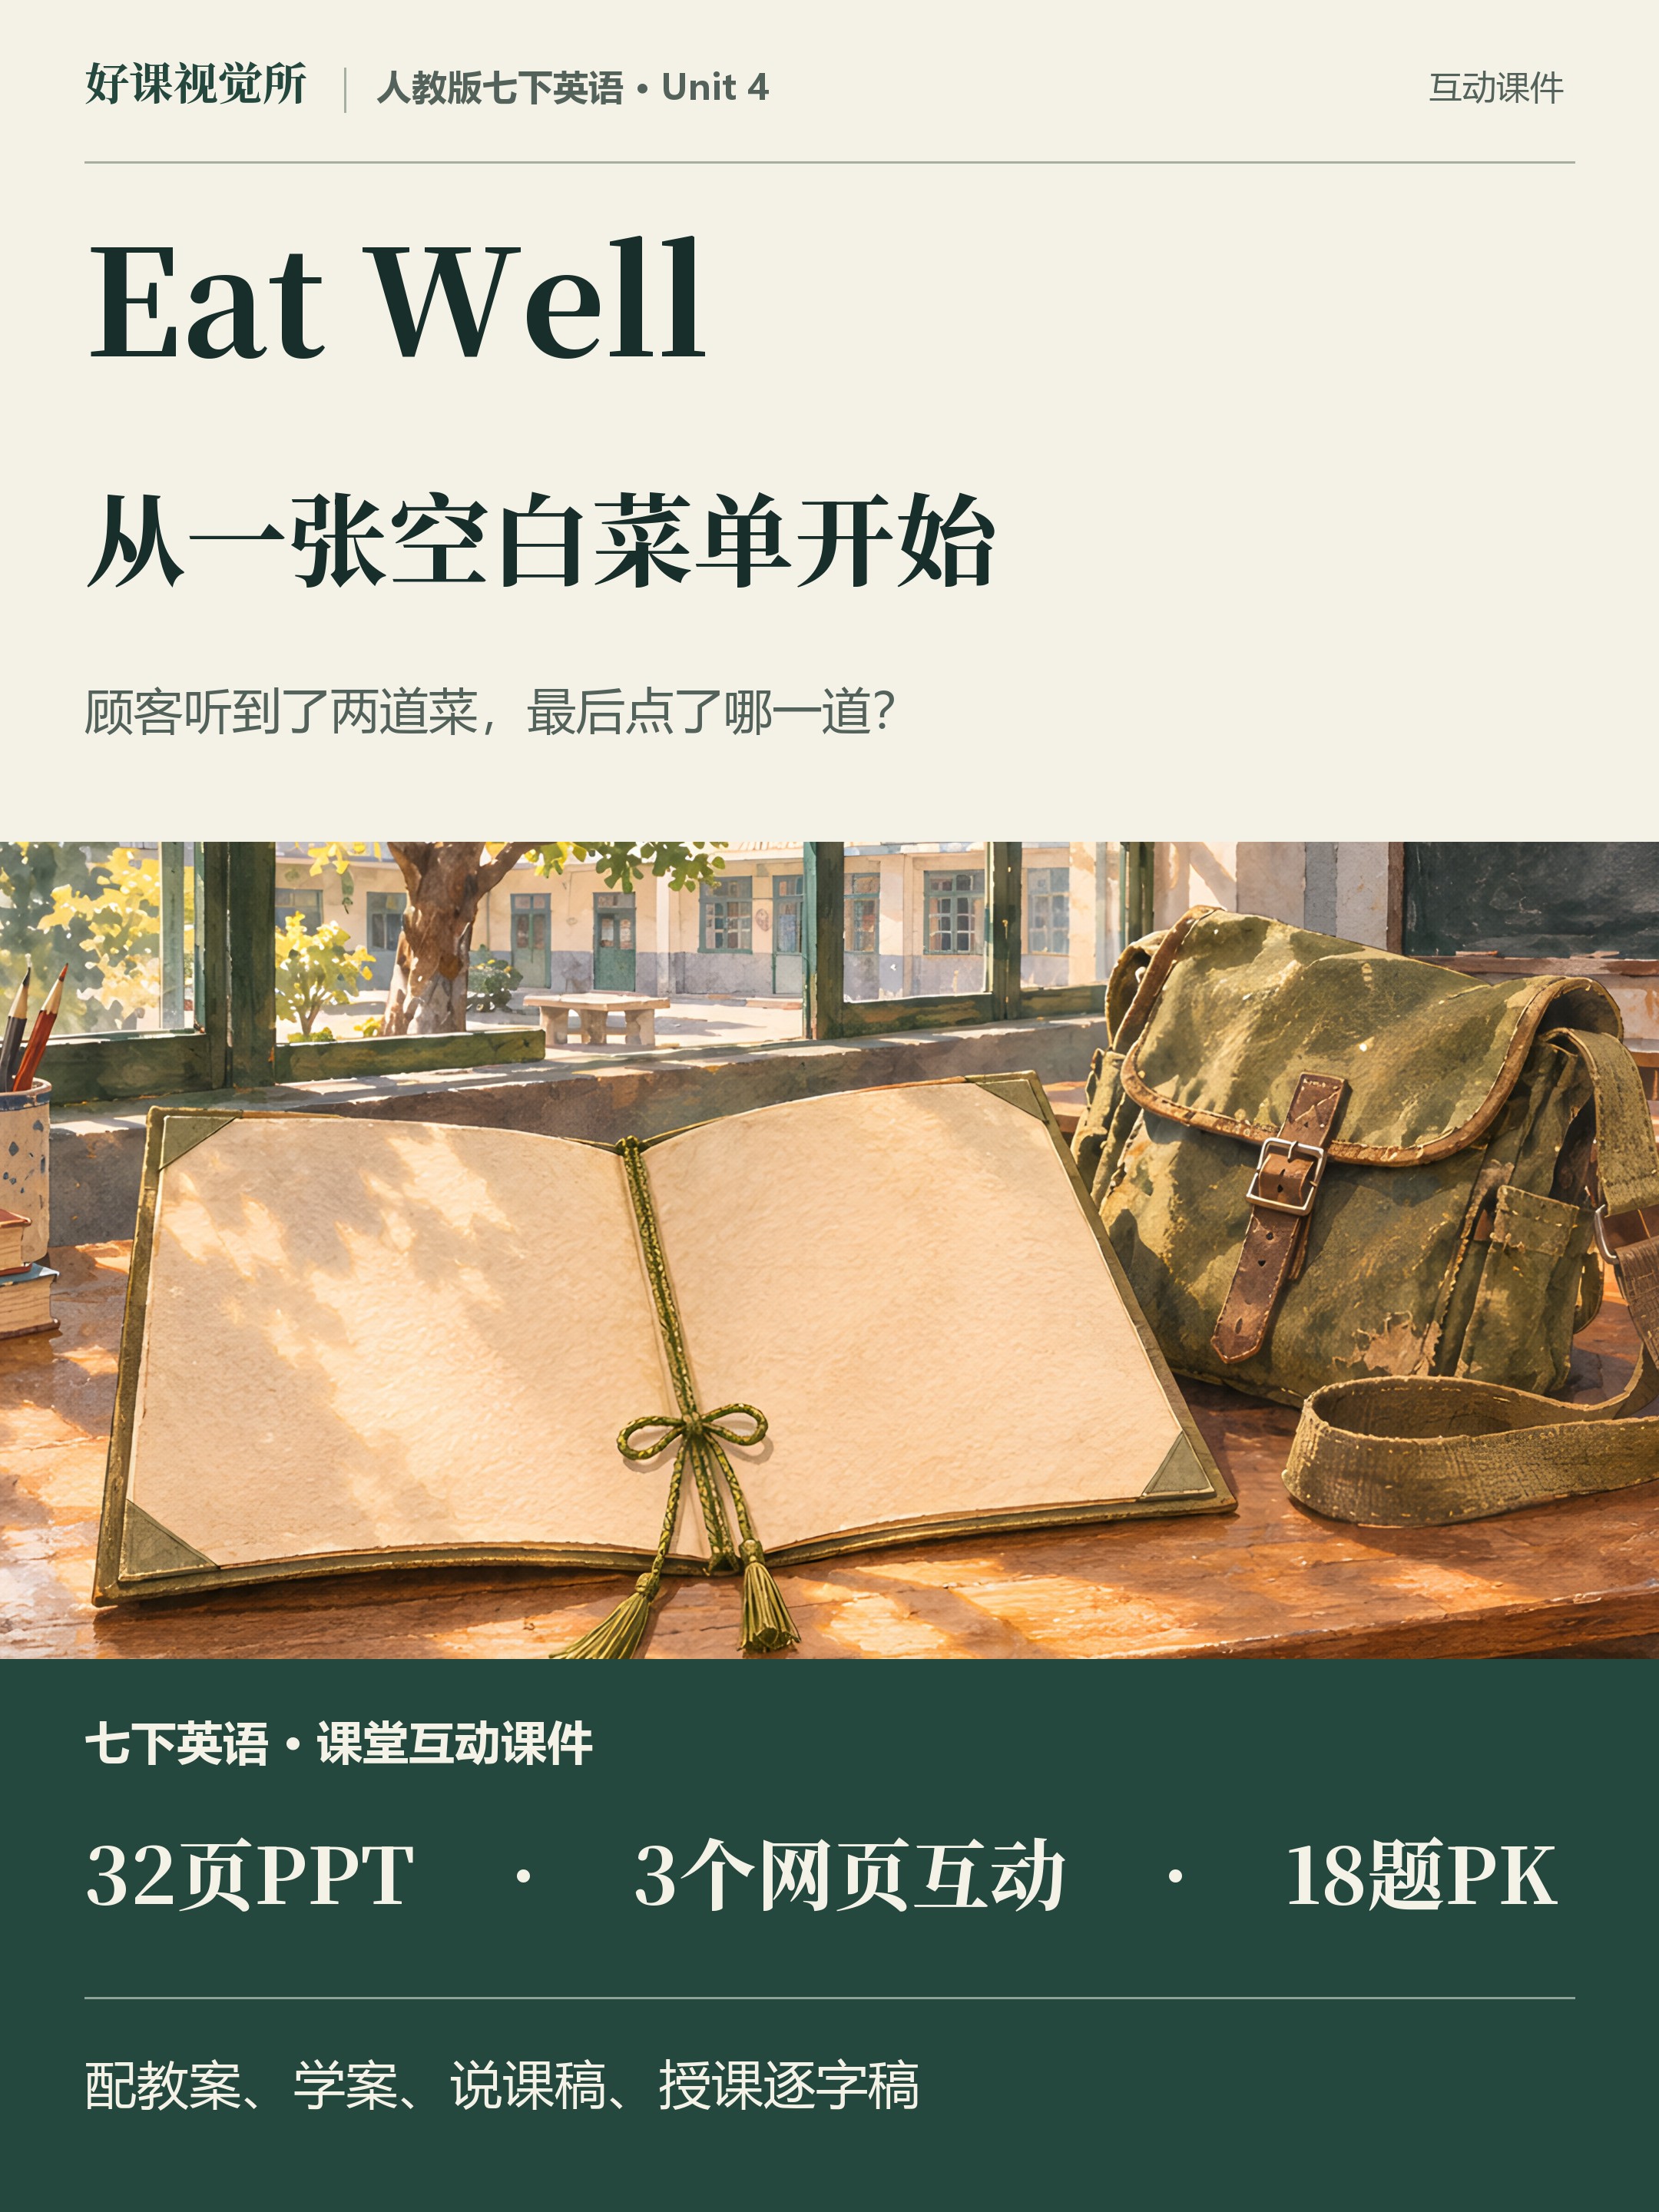 好课视觉所 | 人教版七下英语·Unit 4 互动课件
Eat Well
从一张空白菜单开始
顾客听到了两道菜，最后点了哪一道？
七下英语·课堂互动课件
32页PPT · 3个网页互动 · 18题PK
配教案、学案、说课稿、授课逐字稿